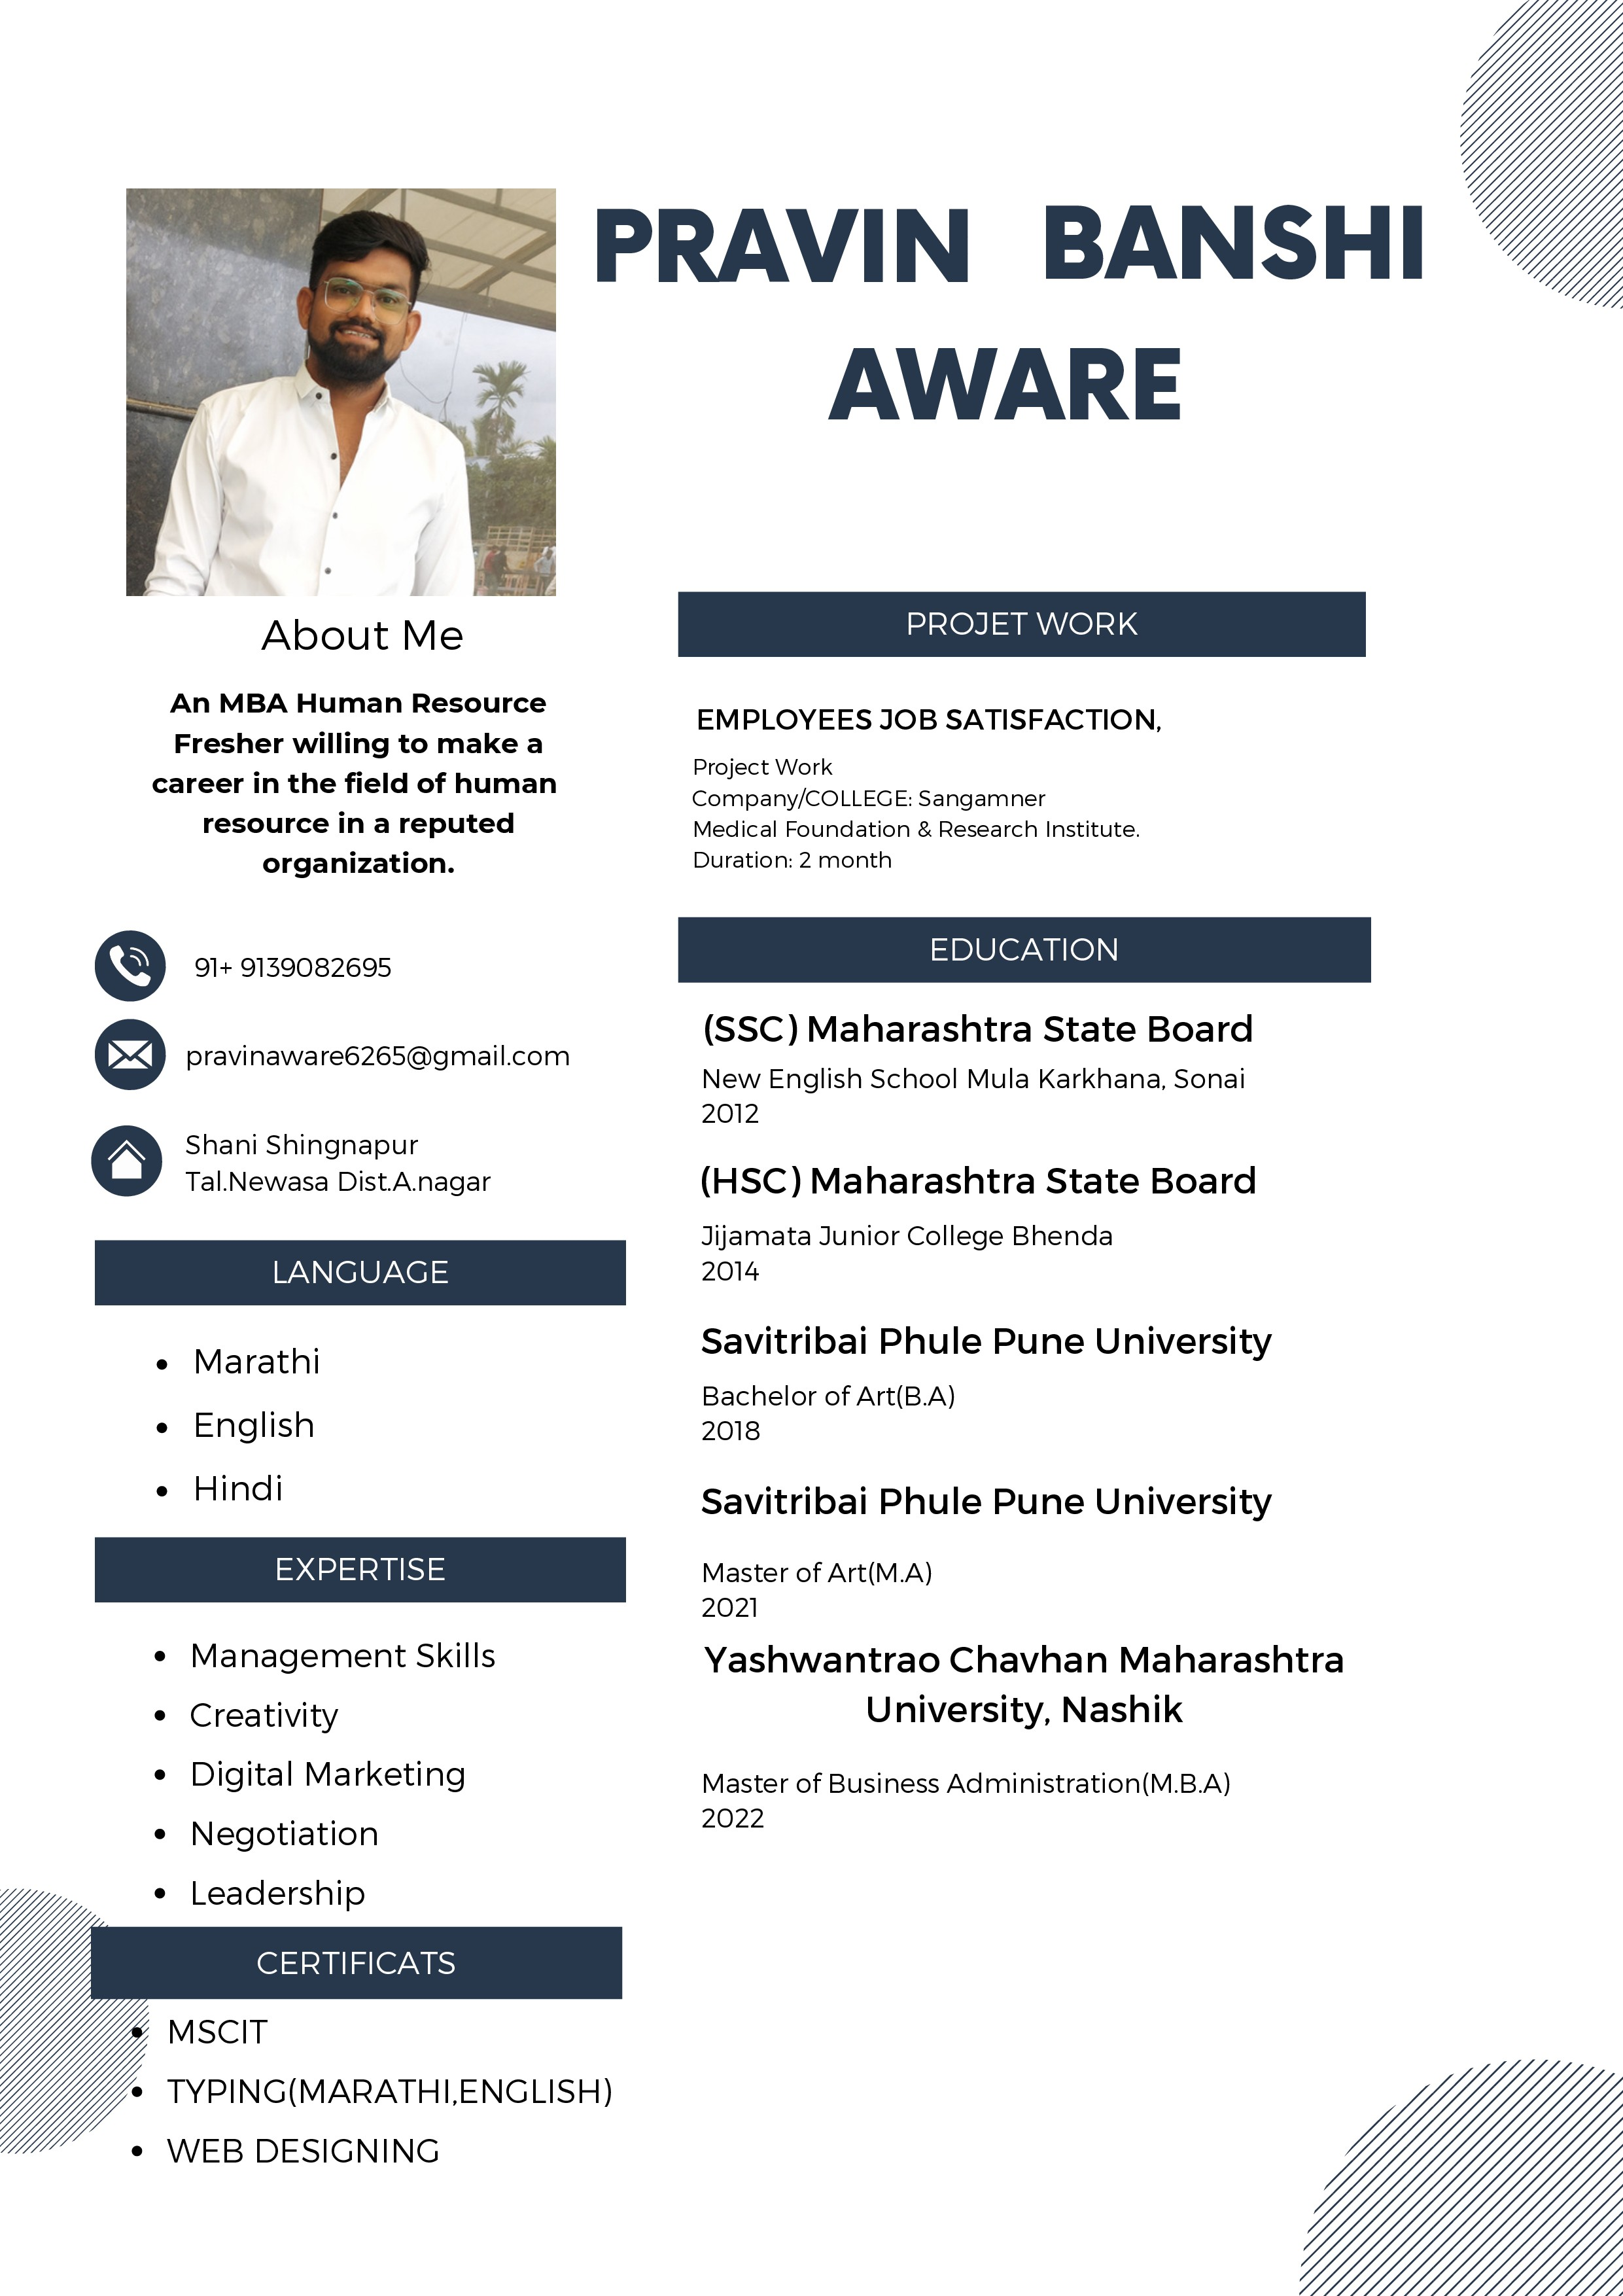 PRAVIN BANSHI
AWARE
About Me
An MBA Human Resource
Fresher willing to make a
career in the field of human
resource in a reputed
organization.
91+ 9139082695
pravinaware6265@gmail.com
Shani Shingnapur
Tal.Newasa Dist.A.nagar
LANGUAGE
• Marathi
• English
• Hindi
EXPERTISE
• Management Skills
• Creativity
• Digital Marketing
• Negotiation
• Leadership
CERTIFICATS
• MSCIT
• TYPING(MARATHI,ENGLISH)
• WEB DESIGNING
PROJET WORK
EMPLOYEES JOB SATISFACTION,
Project Work
Company/COLLEGE: Sangamner
Medical Foundation & Research Institute.
Duration: 2 month
EDUCATION
(SSC) Maharashtra State Board
New English School Mula Karkhana, Sonai
2012
(HSC) Maharashtra State Board
Jijamata Junior College Bhenda
2014
Savitribai Phule Pune University
Bachelor of Art(B.A)
2018
Savitribai Phule Pune University
Master of Art(M.A)
2021
Yashwantrao Chavhan Maharashtra
University, Nashik
Master of Business Administration(M.B.A)
2022